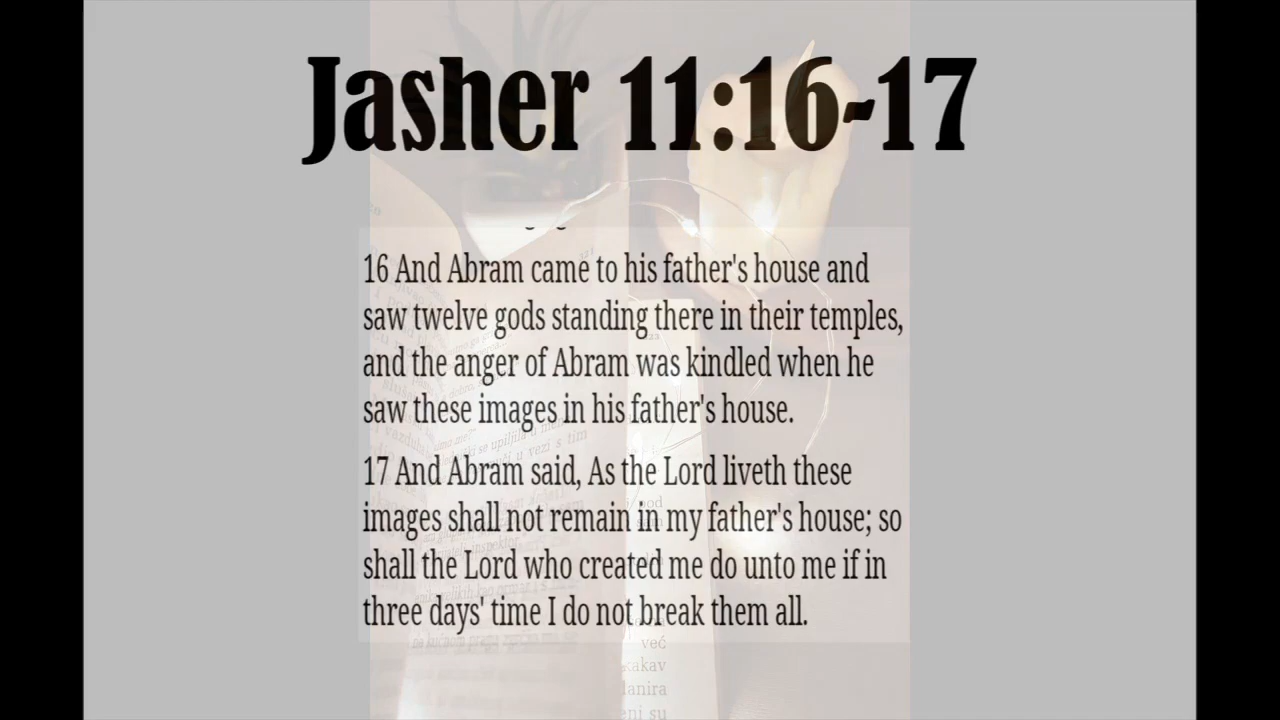 Jasher 11:16-17
16 And Abram came to his father's house and
saw twelve gods standing there in their temples,
and the anger of Abram was kindled when he
saw these images in his father's house.
17 And Abram said, As the Lord liveth these
images shall not remain in my father's house; so
shall the Lord who created me do unto me if in
three days' time I do not break them all.
već
kakav